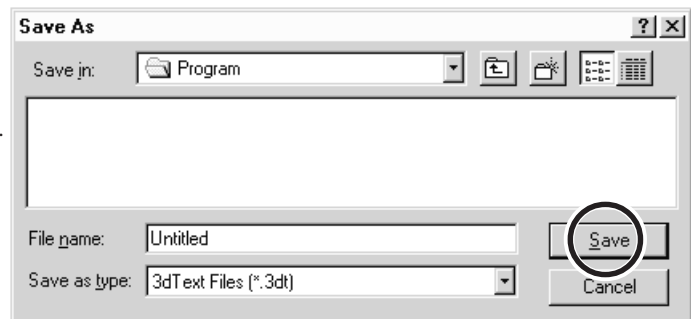 Save As
Save in: Program
File name: Untitled Save
Save as type: 3dText Files (*.3dt) Cancel